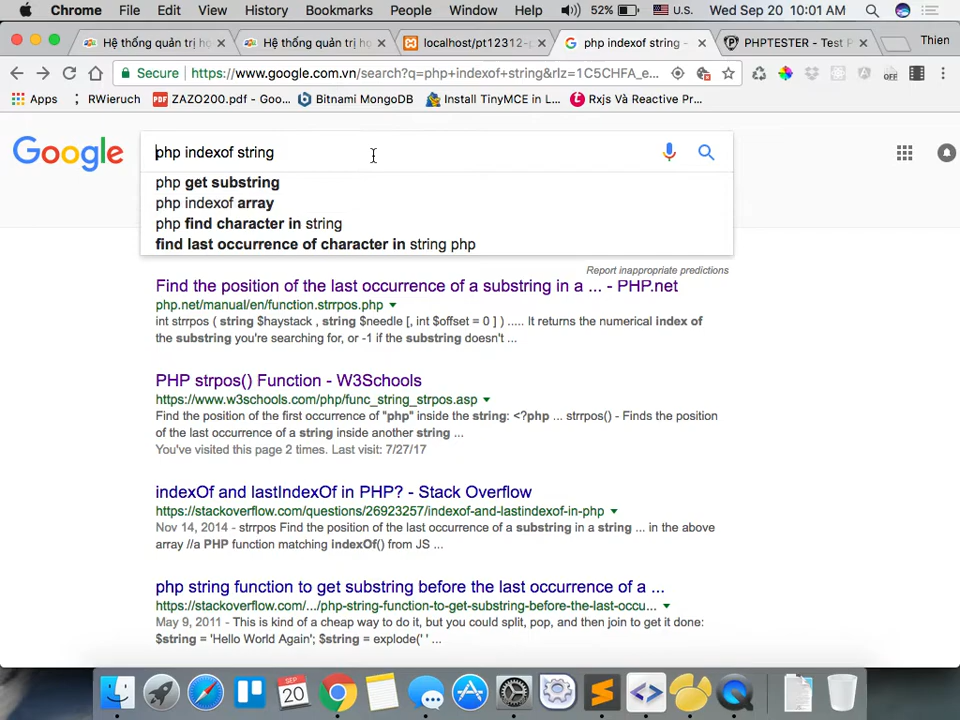 Chrome File Edit View History Bookmarks People Window Help 52% U.S. Wed Sep 20 10:01 AM
Hệ thống quản trị họ Hệ thống quản trị họ localhost/pt12312-p php indexof string - PHPTESTER - Test P Thien
Secure https://www.google.com.vn/search?q=php+indexof+string&rlz=1C5CHFA_e... OFF
Apps RWieruch ZAZO200.pdf - Goo... Bitnami MongoDB Install TinyMCE in L... Rxjs Và Reactive Pr...
Google php indexof string
php get substring
php indexof array
php find character in string
find last occurrence of character in string php
Report inappropriate predictions
Find the position of the last occurrence of a substring in a ... - PHP.net
php.net/manual/en/function.strrpos.php
int strrpos ( string $haystack , string $needle [, int $offset = 0 ] ) ..... It returns the numerical index of
the substring you're searching for, or -1 if the substring doesn't ...
PHP strpos() Function - W3Schools
https://www.w3schools.com/php/func_string_strpos.asp
Find the position of the first occurrence of "php" inside the string: <?php ... strrpos() - Finds the position
of the last occurrence of a string inside another string ...
You've visited this page 2 times. Last visit: 7/27/17
indexOf and lastIndexOf in PHP? - Stack Overflow
https://stackoverflow.com/questions/26923257/indexof-and-lastindexof-in-php
Nov 14, 2014 - strrpos Find the position of the last occurrence of a substring in a string ... in the above
array //a PHP function matching indexOf() from JS ...
php string function to get substring before the last occurrence of a ...
https://stackoverflow.com/.../php-string-function-to-get-substring-before-the-last-occu...
May 9, 2011 - This is kind of a cheap way to do it, but you could split, pop, and then join to get it done:
$string = 'Hello World Again'; $string = explode(' ' ...
SEP
20